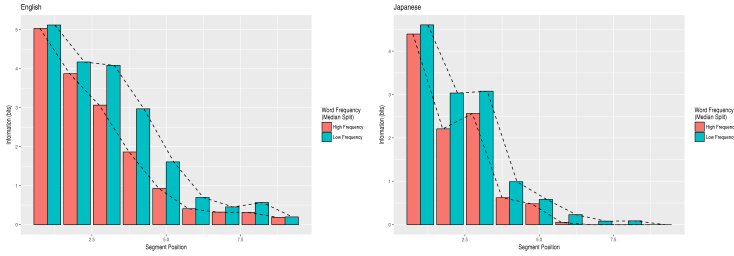 English
Information (bits)
5
4
3
2
1
0
2.5
5.0
7.5
Segment Position
Word Frequency
(Median Split)
High Frequency
Low Frequency
Japanese
Information (bits)
4
3
2
1
0
2.5
5.0
7.5
Segment Position
Word Frequency
(Median Split)
High Frequency
Low Frequency